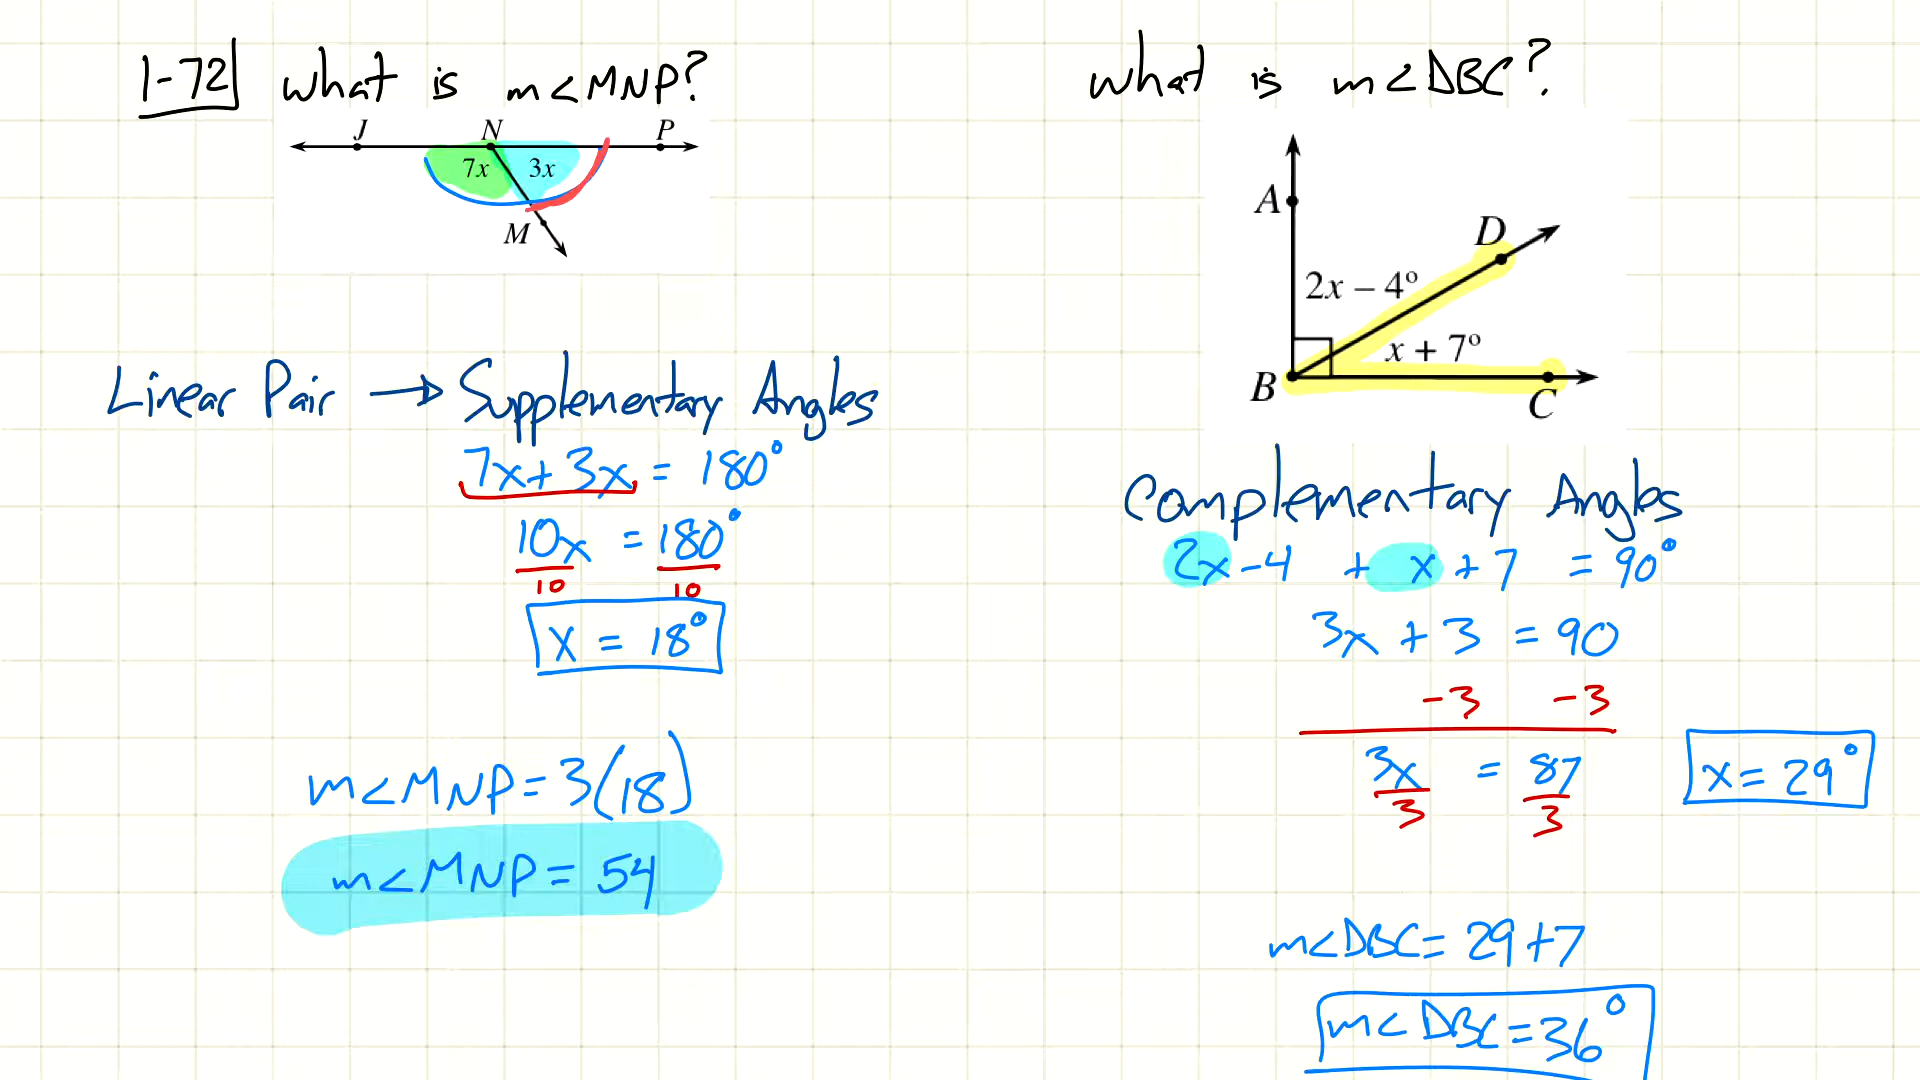 1-72 What is m<MNP?
J N P
7x 3x
M
Linear Pair → Supplementary Angles
7x+3x = 180°
10x = 180°
10 10
x = 18°
m<MNP = 3(18)
m<MNP = 54
What is m<DBC?
A
D
2x – 4°
x + 7°
B
C
Complementary Angles
2x-4 + x+7 = 90°
3x + 3 = 90
-3 -3
3x = 87
3 3
x = 29°
m<DBC = 29+7
m<DBC = 36°